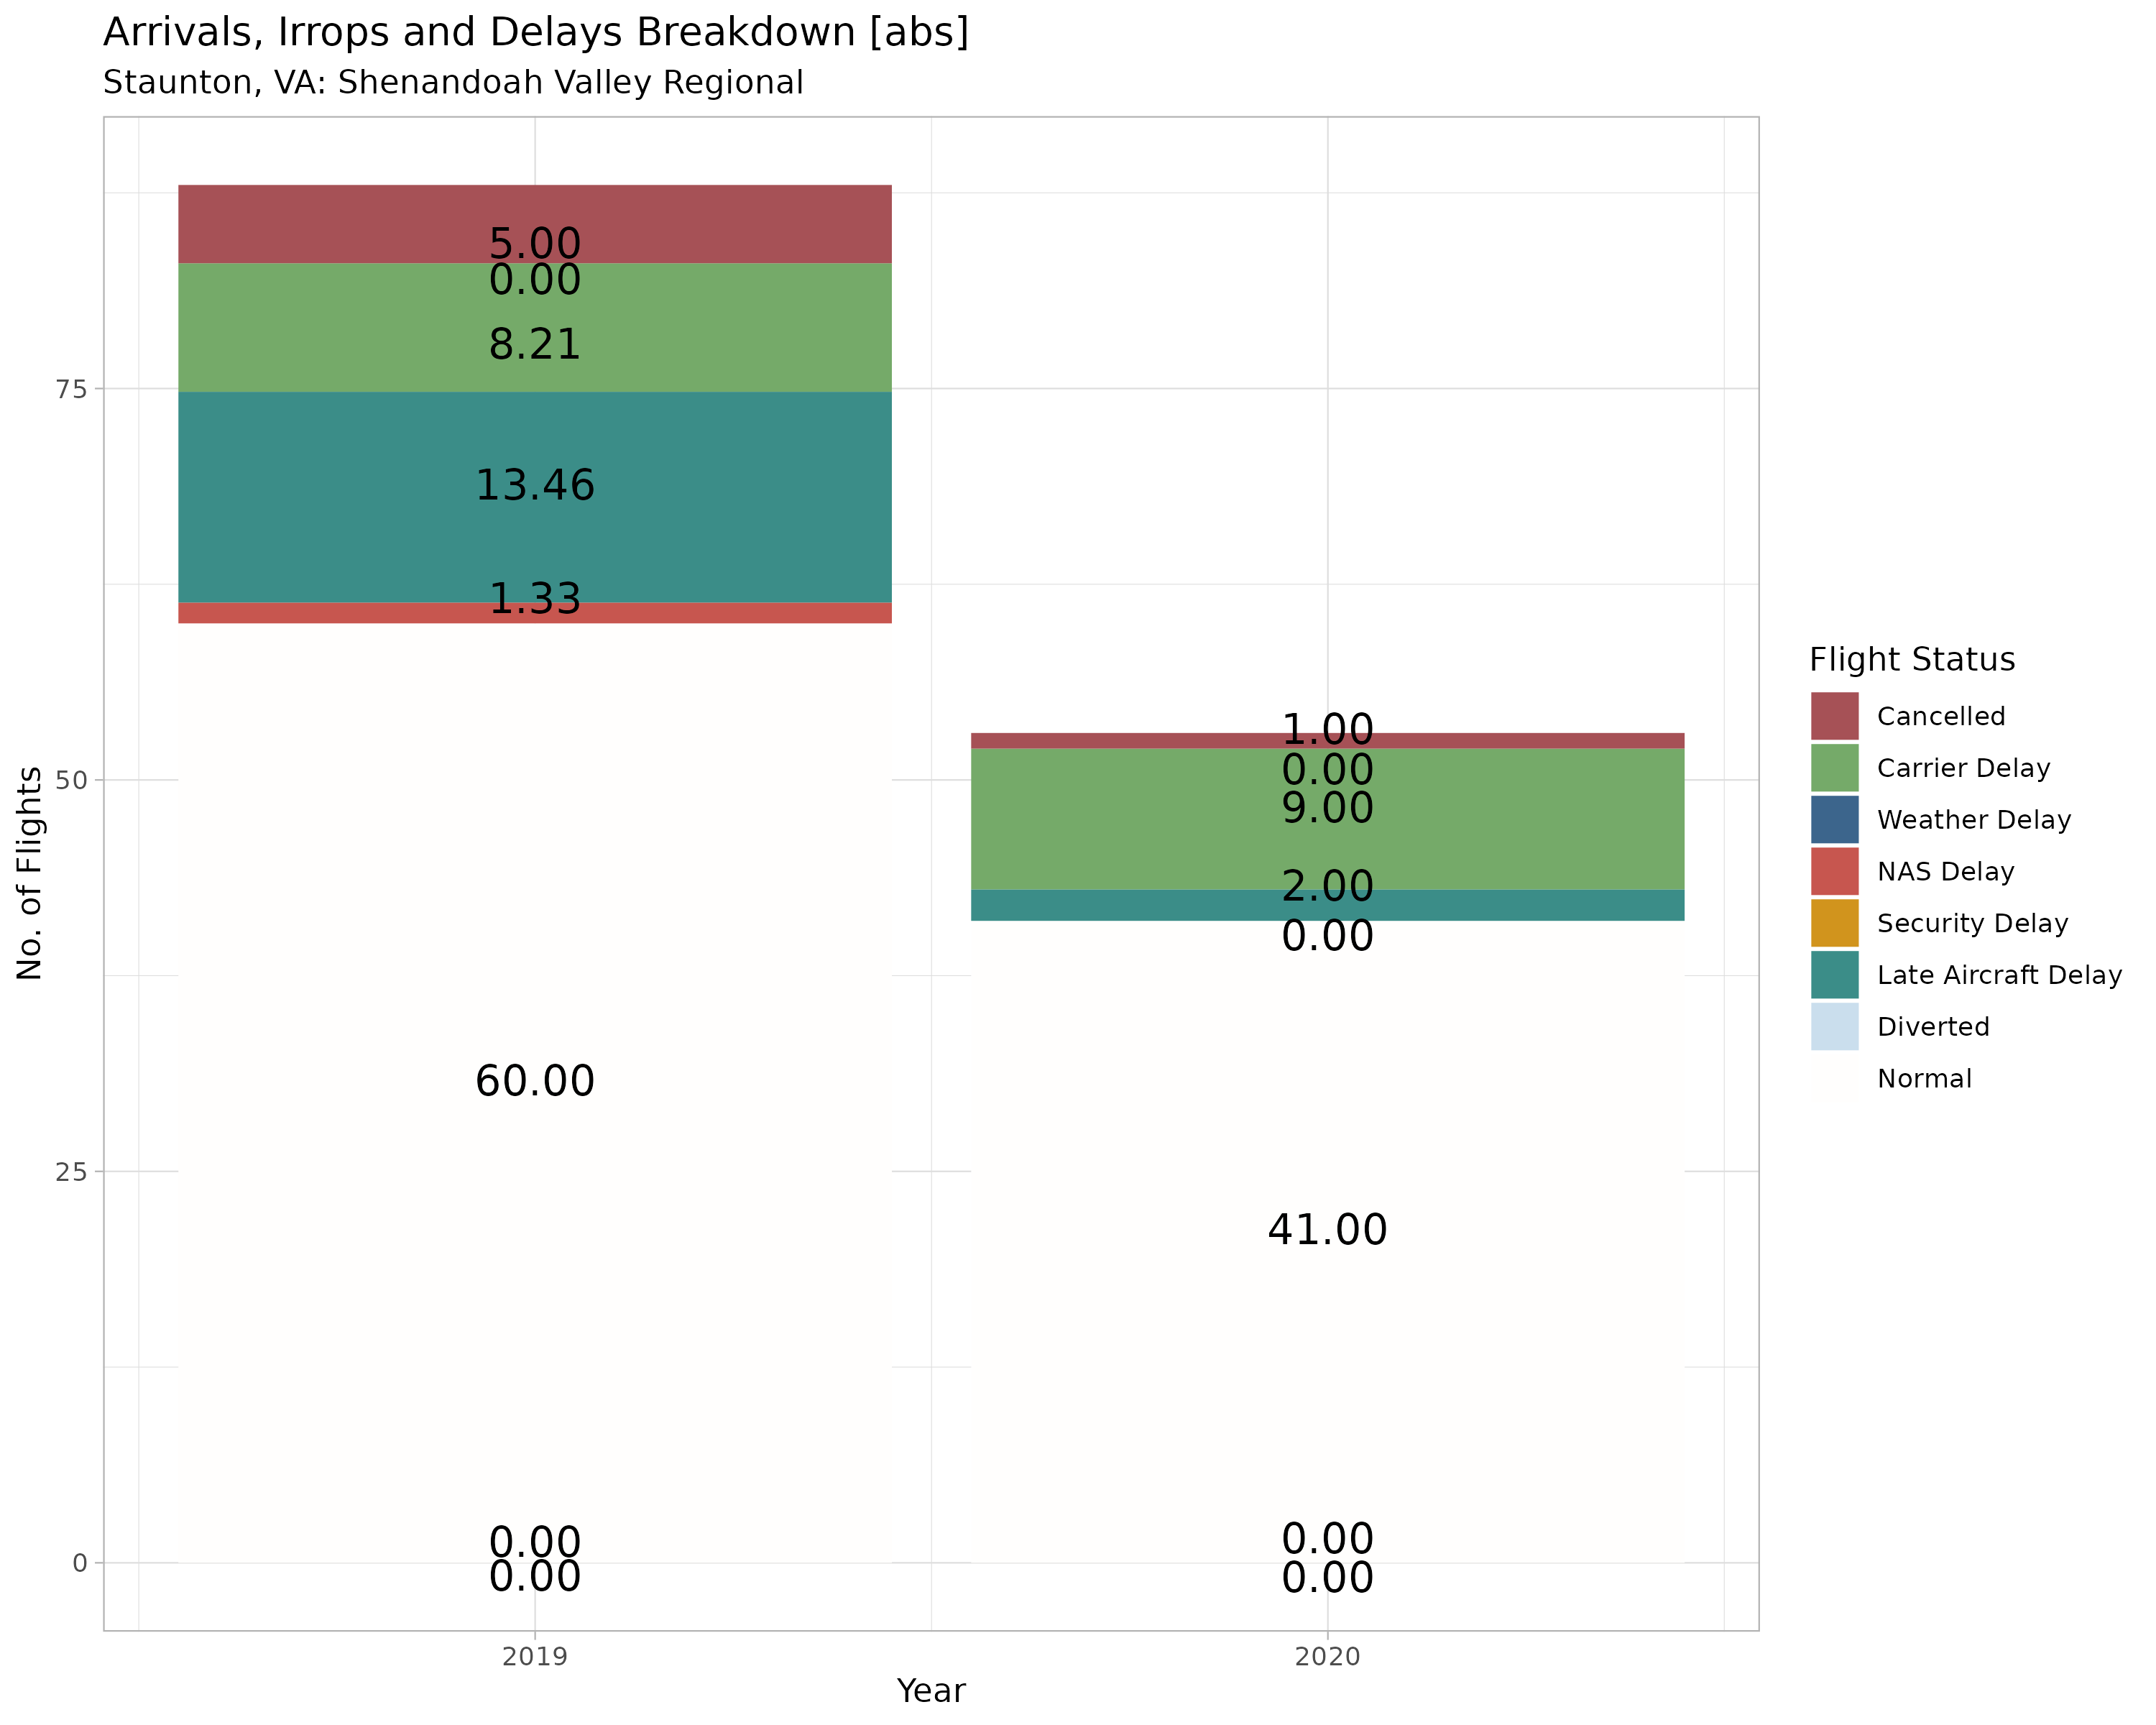 Arrivals, Irrops and Delays Breakdown [abs]
Staunton, VA: Shenandoah Valley Regional
No. of Flights
75
50
25
0
5.00
0.00
8.21
13.46
1.33
60.00
0.00
0.00
1.00
0.00
9.00
2.00
0.00
41.00
0.00
0.00
2019
2020
Year
Flight Status
Cancelled
Carrier Delay
Weather Delay
NAS Delay
Security Delay
Late Aircraft Delay
Diverted
Normal